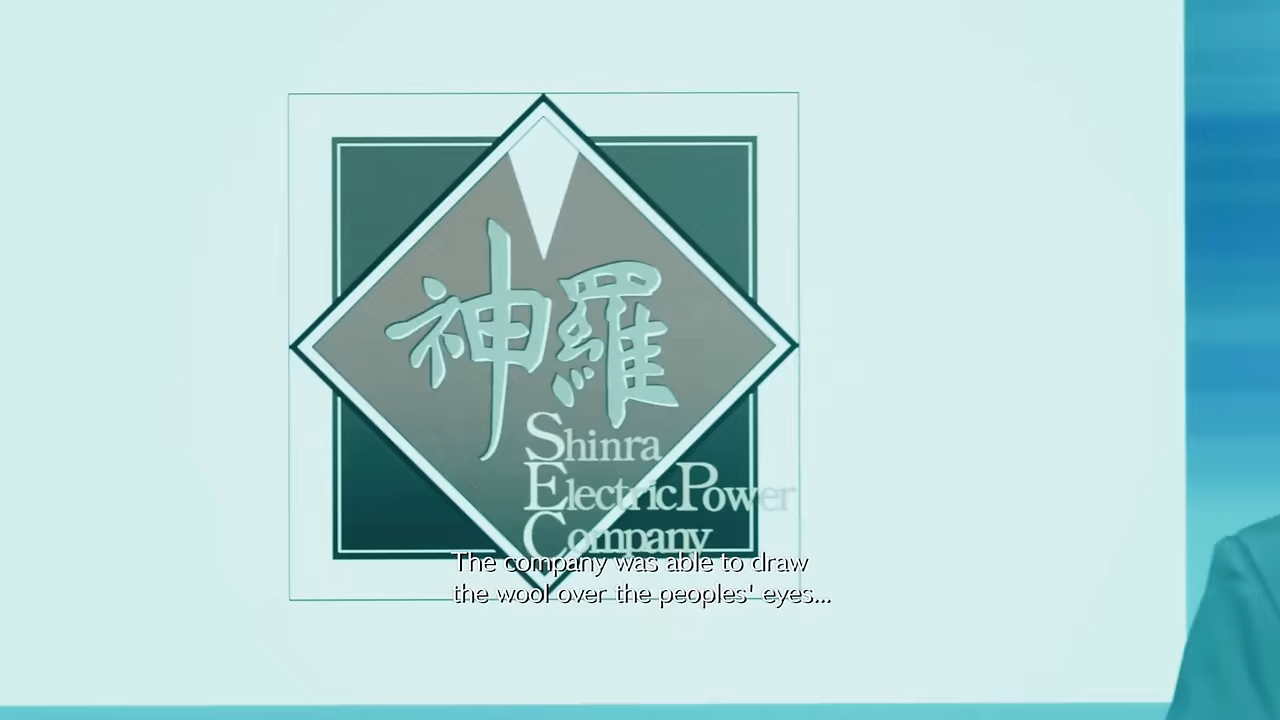 神羅
Shinra
Electric Power
Company
The company was able to draw
the wool over the peoples' eyes...